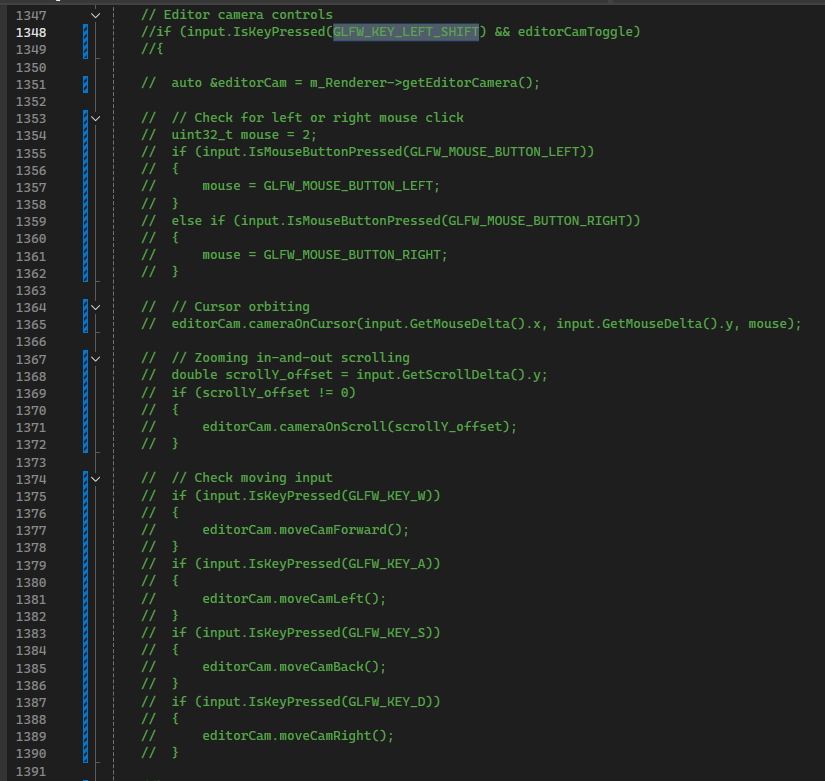 1347 // Editor camera controls
1348 //if (input.IsKeyPressed(GLFW_KEY_LEFT_SHIFT) && editorCamToggle)
1349 //{
1350
1351 //  auto &editorCam = m_Renderer->getEditorCamera();
1352
1353 //  // Check for left or right mouse click
1354 //  uint32_t mouse = 2;
1355 //  if (input.IsMouseButtonPressed(GLFW_MOUSE_BUTTON_LEFT))
1356 //  {
1357 //      mouse = GLFW_MOUSE_BUTTON_LEFT;
1358 //  }
1359 //  else if (input.IsMouseButtonPressed(GLFW_MOUSE_BUTTON_RIGHT))
1360 //  {
1361 //      mouse = GLFW_MOUSE_BUTTON_RIGHT;
1362 //  }
1363
1364 //  // Cursor orbiting
1365 //  editorCam.cameraOnCursor(input.GetMouseDelta().x, input.GetMouseDelta().y, mouse);
1366
1367 //  // Zooming in-and-out scrolling
1368 //  double scrollY_offset = input.GetScrollDelta().y;
1369 //  if (scrollY_offset != 0)
1370 //  {
1371 //      editorCam.cameraOnScroll(scrollY_offset);
1372 //  }
1373
1374 //  // Check moving input
1375 //  if (input.IsKeyPressed(GLFW_KEY_W))
1376 //  {
1377 //      editorCam.moveCamForward();
1378 //  }
1379 //  if (input.IsKeyPressed(GLFW_KEY_A))
1380 //  {
1381 //      editorCam.moveCamLeft();
1382 //  }
1383 //  if (input.IsKeyPressed(GLFW_KEY_S))
1384 //  {
1385 //      editorCam.moveCamBack();
1386 //  }
1387 //  if (input.IsKeyPressed(GLFW_KEY_D))
1388 //  {
1389 //      editorCam.moveCamRight();
1390 //  }
1391